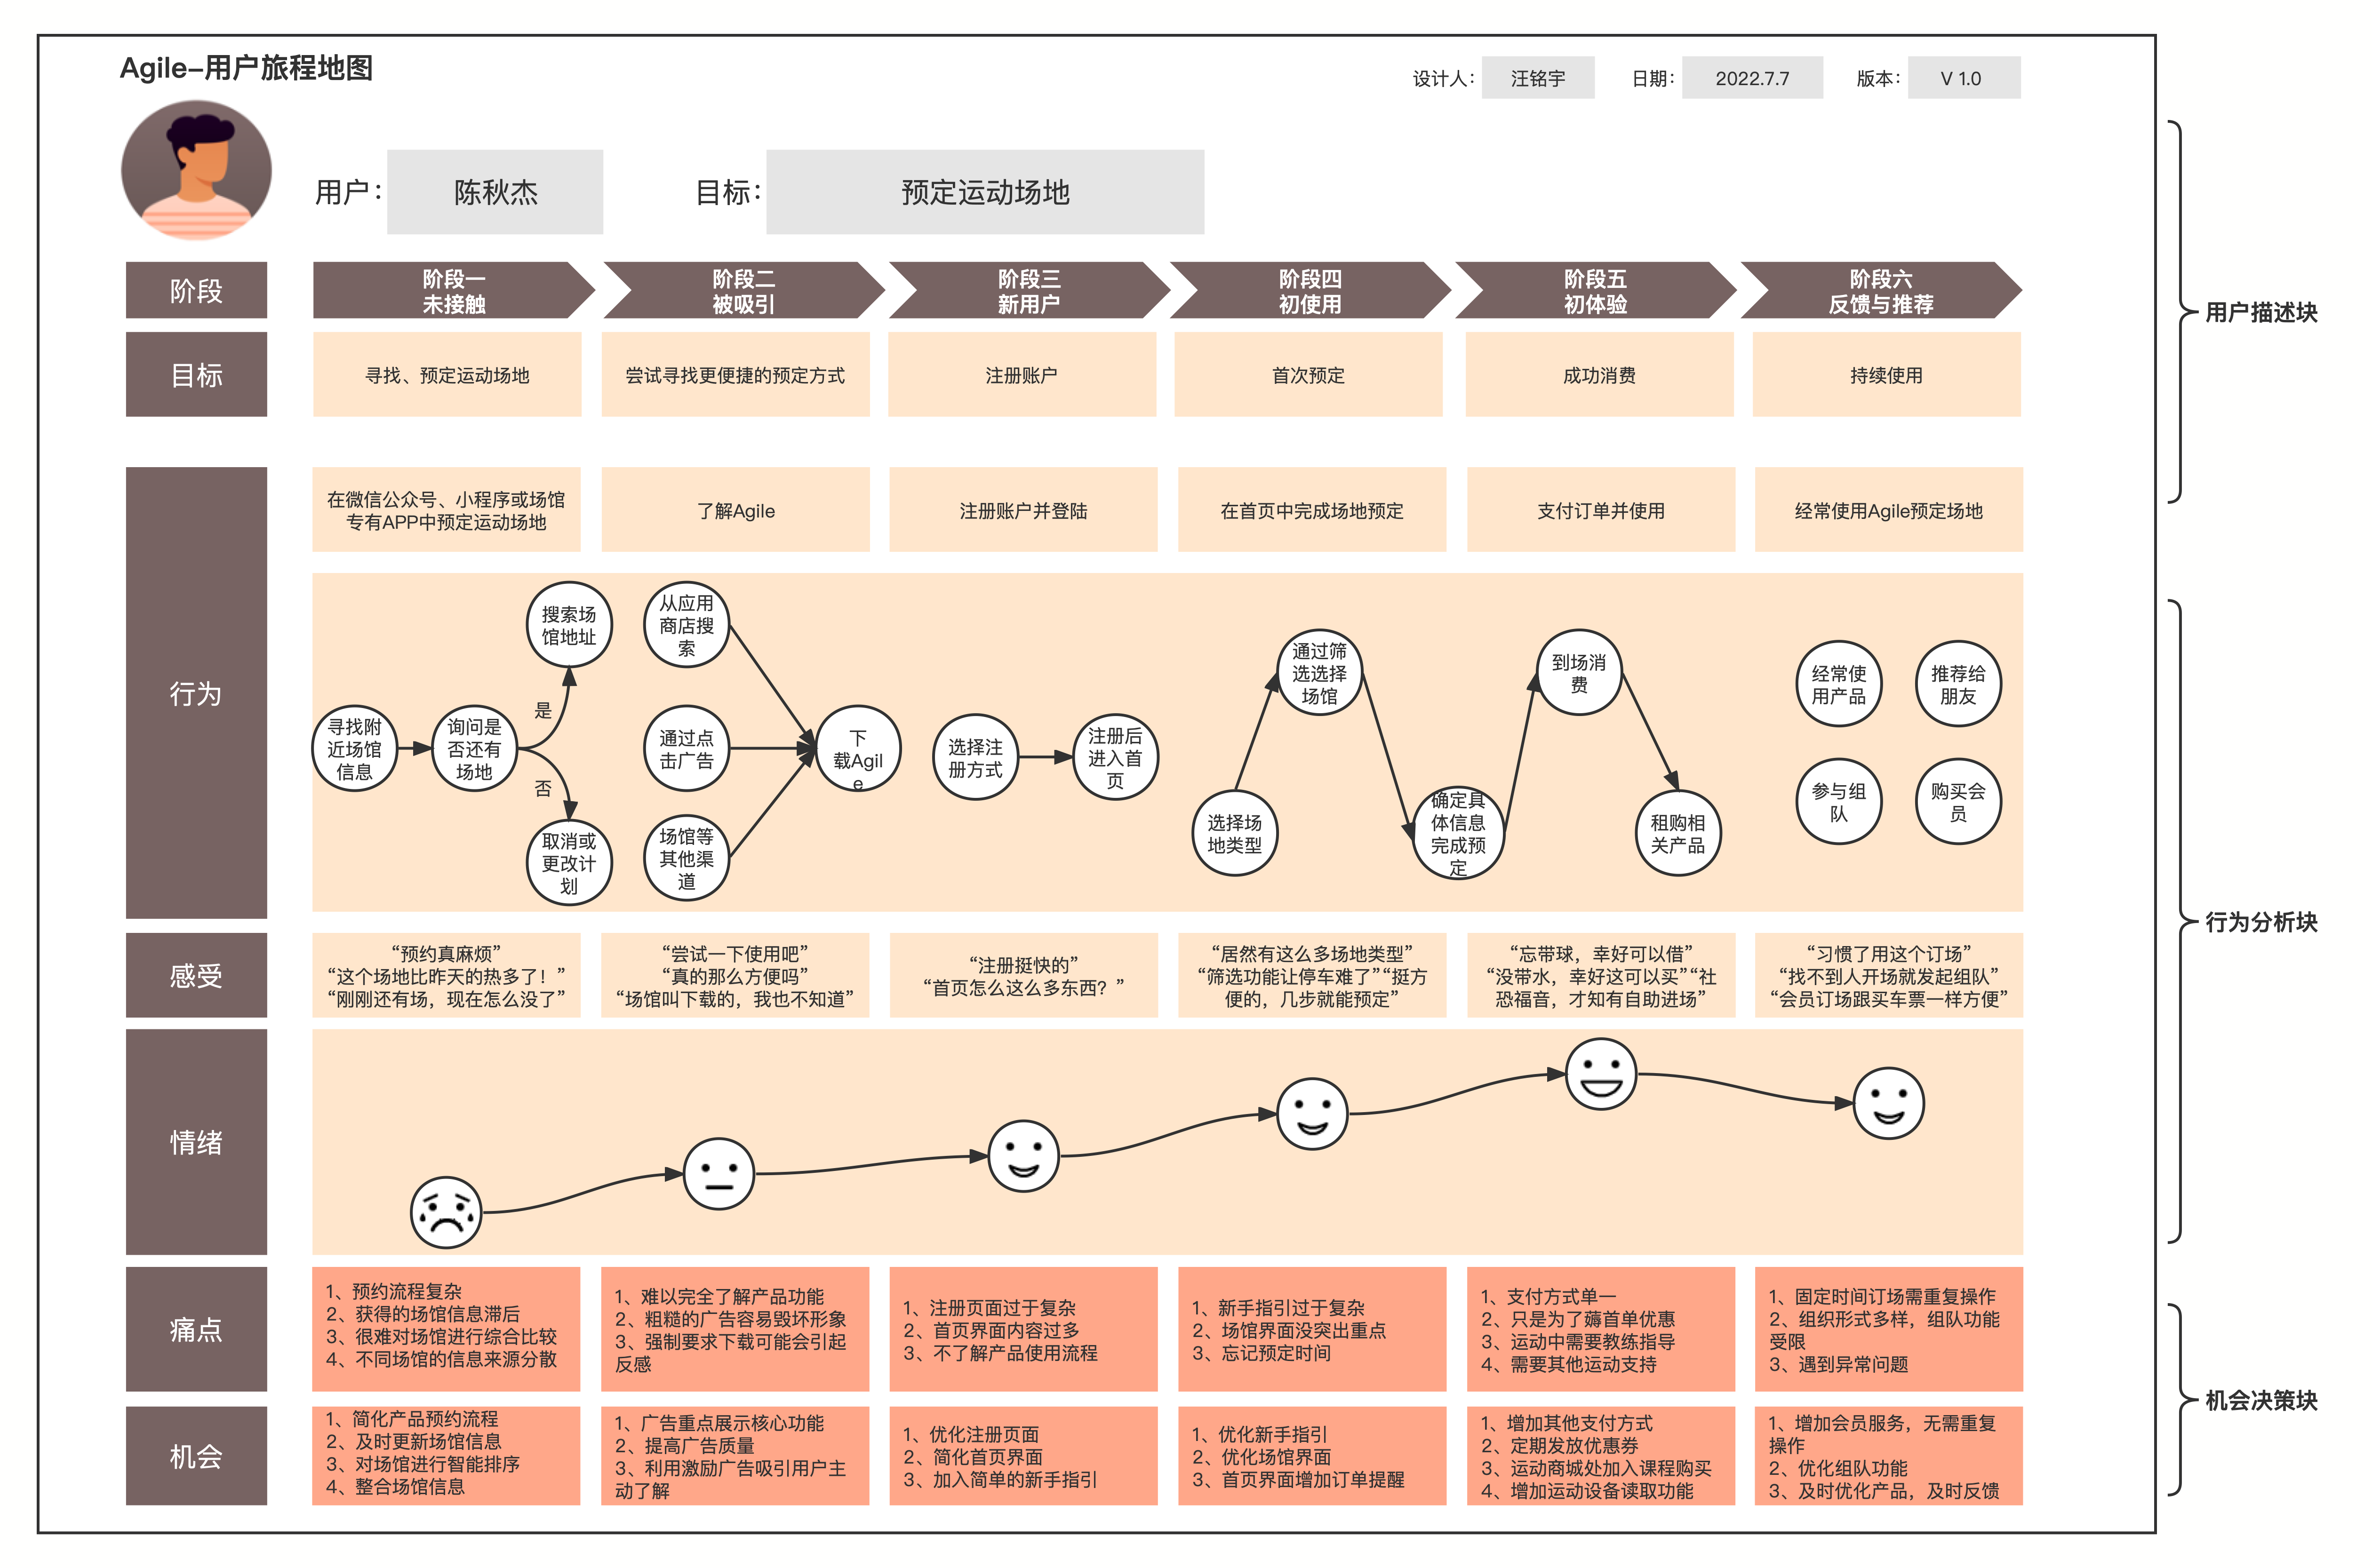 Agile-用户旅程地图
设计人：
汪铭宇
日期：
2022.7.7
版本：
V 1.0
用户：
陈秋杰
目标：
预定运动场地
阶段
阶段一
未接触
阶段二
被吸引
阶段三
新用户
阶段四
初使用
阶段五
初体验
阶段六
反馈与推荐
用户描述块
目标
寻找、预定运动场地
尝试寻找更便捷的预定方式
注册账户
首次预定
成功消费
持续使用
行为
在微信公众号、小程序或场馆
专有APP中预定运动场地
了解Agile
注册账户并登陆
在首页中完成场地预定
支付订单并使用
经常使用Agile预定场地
寻找附
近场馆
信息
询问是
否还有
场地
是
否
搜索场
馆地址
取消或
更改计
划
从应用
商店搜
索
通过点
击广告
场馆等
其他渠
道
下
载Agil
e
选择注
册方式
注册后
进入首
页
选择场
地类型
通过筛
选选择
场馆
确定具
体信息
完成预
定
到场消
费
租购相
关产品
经常使
用产品
推荐给
朋友
参与组
队
购买会
员
行为分析块
感受
“预约真麻烦”
“这个场地比昨天的热多了！”
“刚刚还有场，现在怎么没了”
“尝试一下使用吧”
“真的那么方便吗”
“场馆叫下载的，我也不知道”
“注册挺快的”
“首页怎么这么多东西？”
“居然有这么多场地类型”
“筛选功能让停车难了”“挺方
便的，几步就能预定”
“忘带球，幸好可以借”
“没带水，幸好这可以买”“社
恐福音，才知有自助进场”
“习惯了用这个订场”
“找不到人开场就发起组队”
“会员订场跟买车票一样方便”
情绪
痛点
1、预约流程复杂
2、获得的场馆信息滞后
3、很难对场馆进行综合比较
4、不同场馆的信息来源分散
1、难以完全了解产品功能
2、粗糙的广告容易毁坏形象
3、强制要求下载可能会引起
反感
1、注册页面过于复杂
2、首页界面内容过多
3、不了解产品使用流程
1、新手指引过于复杂
2、场馆界面没突出重点
3、忘记预定时间
1、支付方式单一
2、只是为了薅首单优惠
3、运动中需要教练指导
4、需要其他运动支持
1、固定时间订场需重复操作
2、组织形式多样，组队功能
受限
3、遇到异常问题
机会决策块
机会
1、简化产品预约流程
2、及时更新场馆信息
3、对场馆进行智能排序
4、整合场馆信息
1、广告重点展示核心功能
2、提高广告质量
3、利用激励广告吸引用户主
动了解
1、优化注册页面
2、简化首页界面
3、加入简单的新手指引
1、优化新手指引
2、优化场馆界面
3、首页界面增加订单提醒
1、增加其他支付方式
2、定期发放优惠券
3、运动商城处加入课程购买
4、增加运动设备读取功能
1、增加会员服务，无需重复
操作
2、优化组队功能
3、及时优化产品，及时反馈